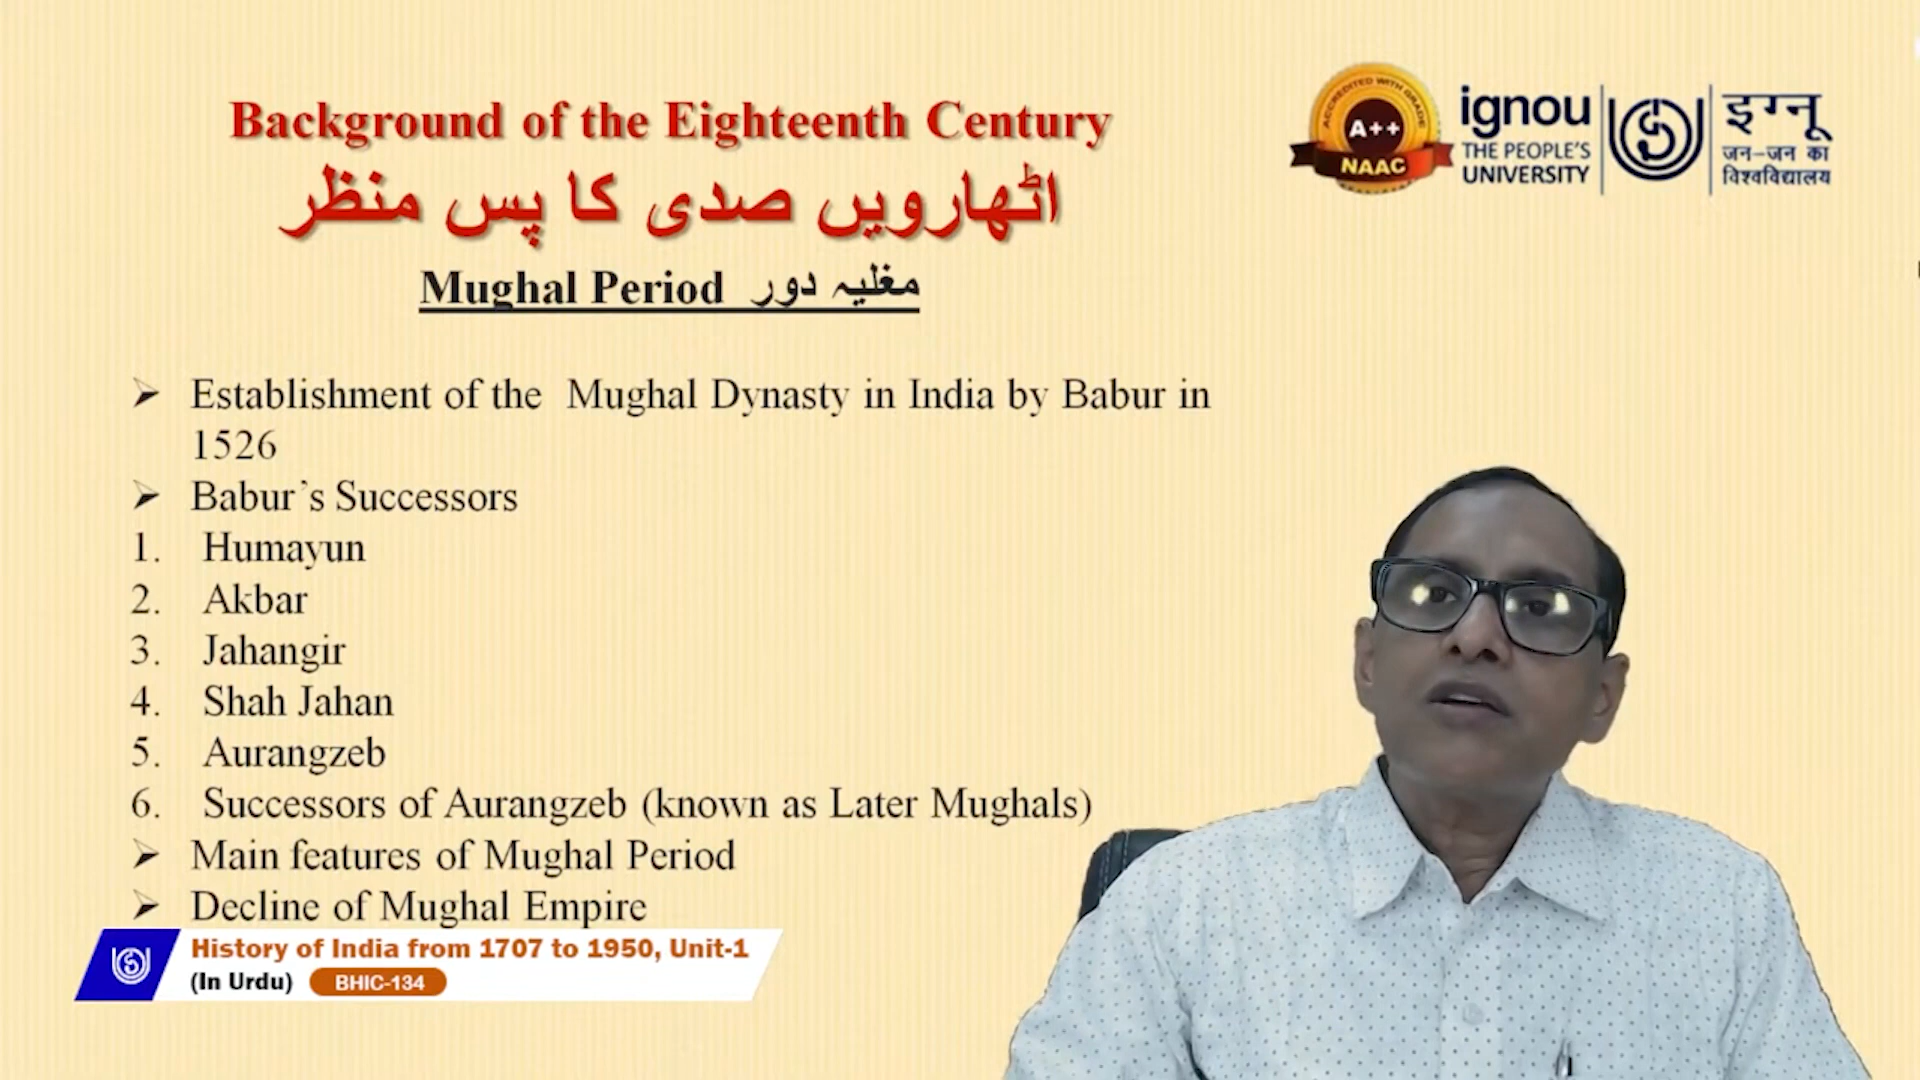 Background of the Eighteenth Century
اٹھارویں صدی کا پس منظر
Mughal Period مغلیہ دور
➢ Establishment of the Mughal Dynasty in India by Babur in
1526
➢ Babur’s Successors
1. Humayun
2. Akbar
3. Jahangir
4. Shah Jahan
5. Aurangzeb
6. Successors of Aurangzeb (known as Later Mughals)
➢ Main features of Mughal Period
➢ Decline of Mughal Empire
ACCREDITED WITH GRADE
A++
NAAC
ignou
THE PEOPLE'S
UNIVERSITY
इग्नू
जन-जन का
विश्वविद्यालय
History of India from 1707 to 1950, Unit-1
(In Urdu) BHIC-134